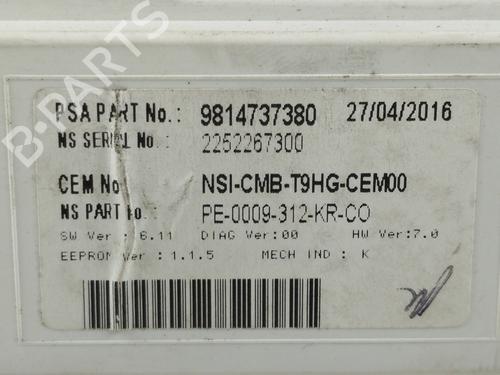 PSA PART No.: 9814737380 27/04/2016
NS SERIAL No.: 2252267300
CEM No NSI-CMB-T9HG-CEM00
NS PART No.: PE-0009-312-KR-CO
SW Ver : 6.11 DIAG Ver:00 HW Ver:7.0
EEPROM Ver : 1.1.5 MECH IND : K
B-PARTS